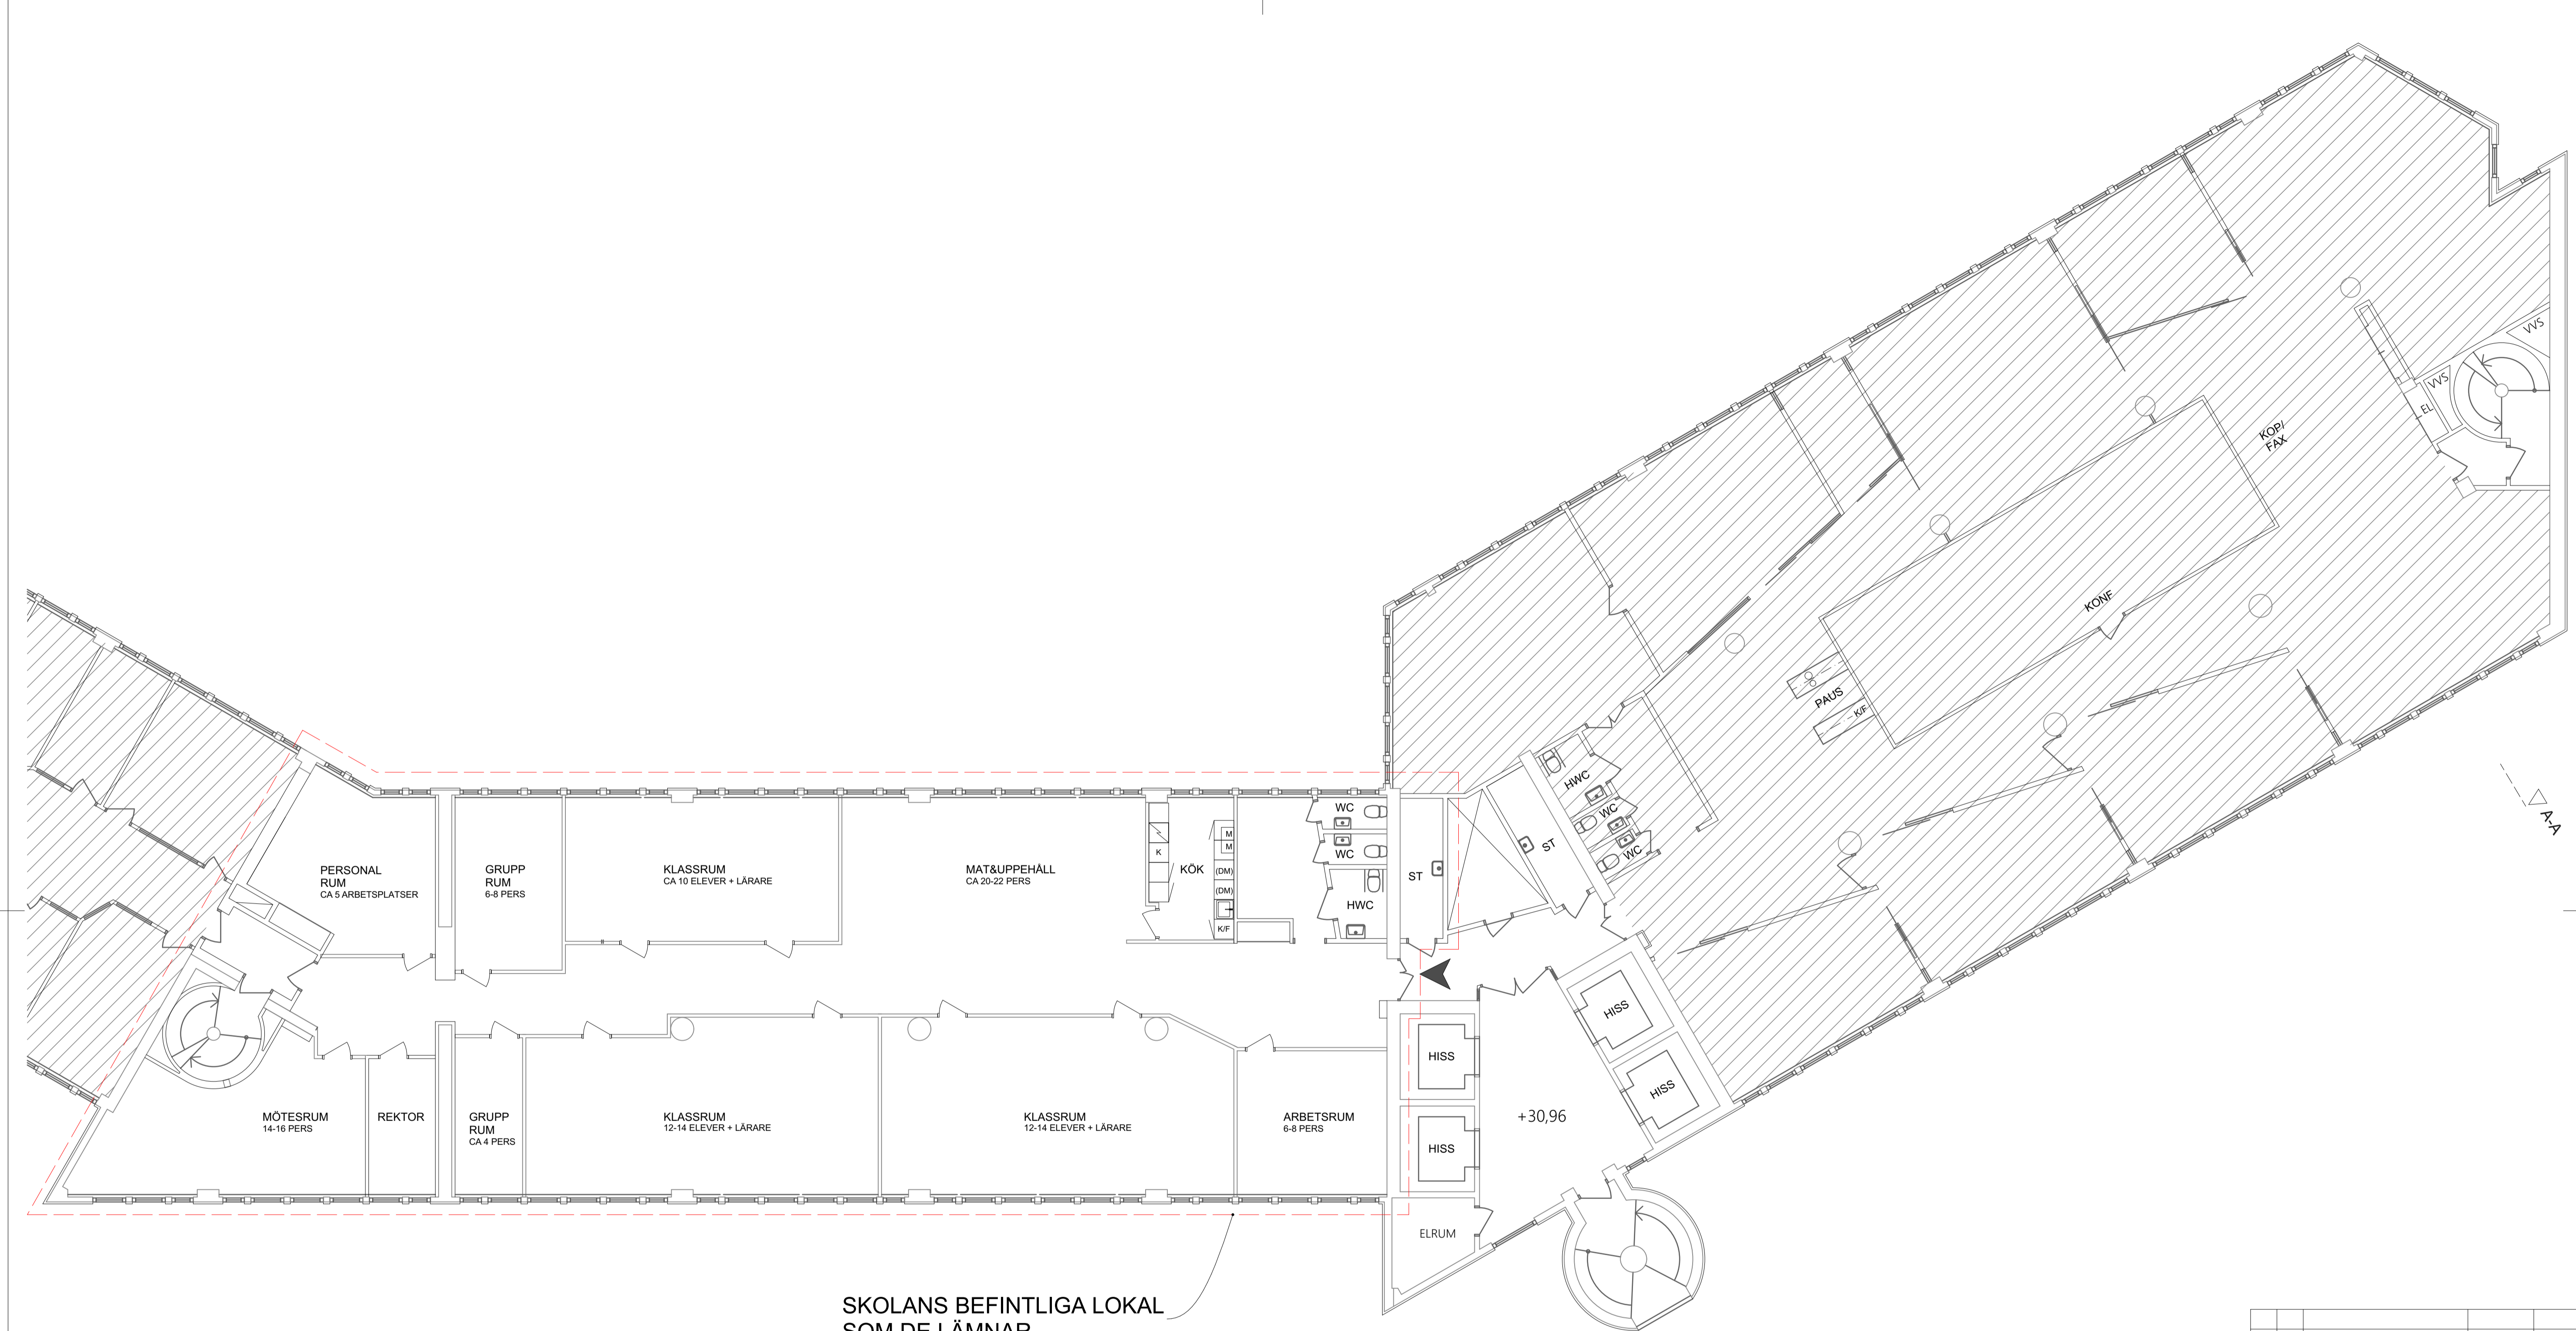 VVS
VVS
EL
KOP/
FAX
KONF
PAUS
K/F
A-A
HWC
WC
WC
ST
WC
WC
HWC
ST
K
KÖK
M
M
(DM)
(DM)
K/F
PERSONAL
RUM
CA 5 ARBETSPLATSER
GRUPP
RUM
6-8 PERS
KLASSRUM
CA 10 ELEVER + LÄRARE
MAT&UPPEHÅLL
CA 20-22 PERS
HISS
HISS
HISS
HISS
+30,96
MÖTESRUM
14-16 PERS
REKTOR
GRUPP
RUM
CA 4 PERS
KLASSRUM
12-14 ELEVER + LÄRARE
KLASSRUM
12-14 ELEVER + LÄRARE
ARBETSRUM
6-8 PERS
ELRUM
SKOLANS BEFINTLIGA LOKAL
SOM DE LÄMNAR